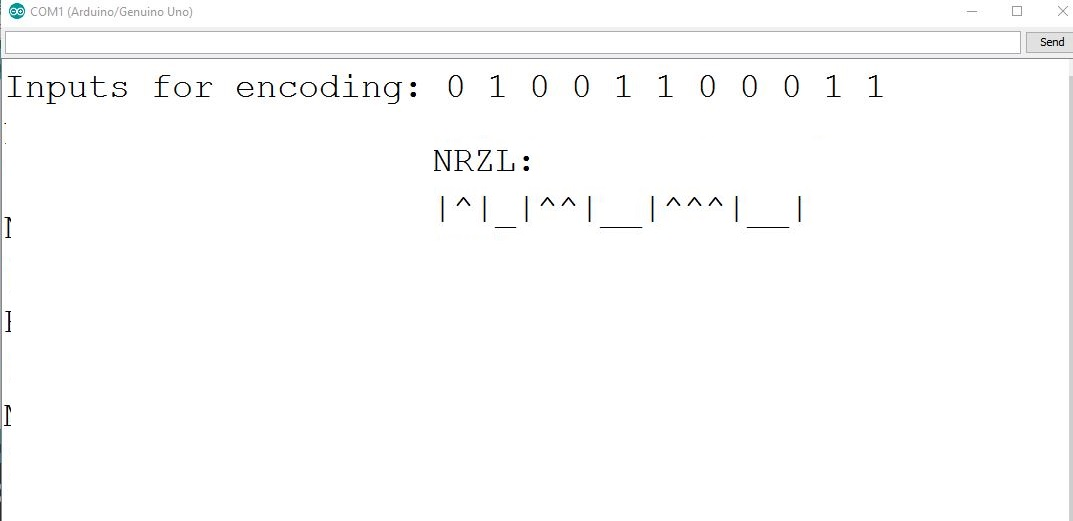 COM1 (Arduino/Genuino Uno)
Send
Inputs for encoding: 0 1 0 0 1 1 0 0 0 1 1
NRZL:
|^|_|^^|__|^^^|__|